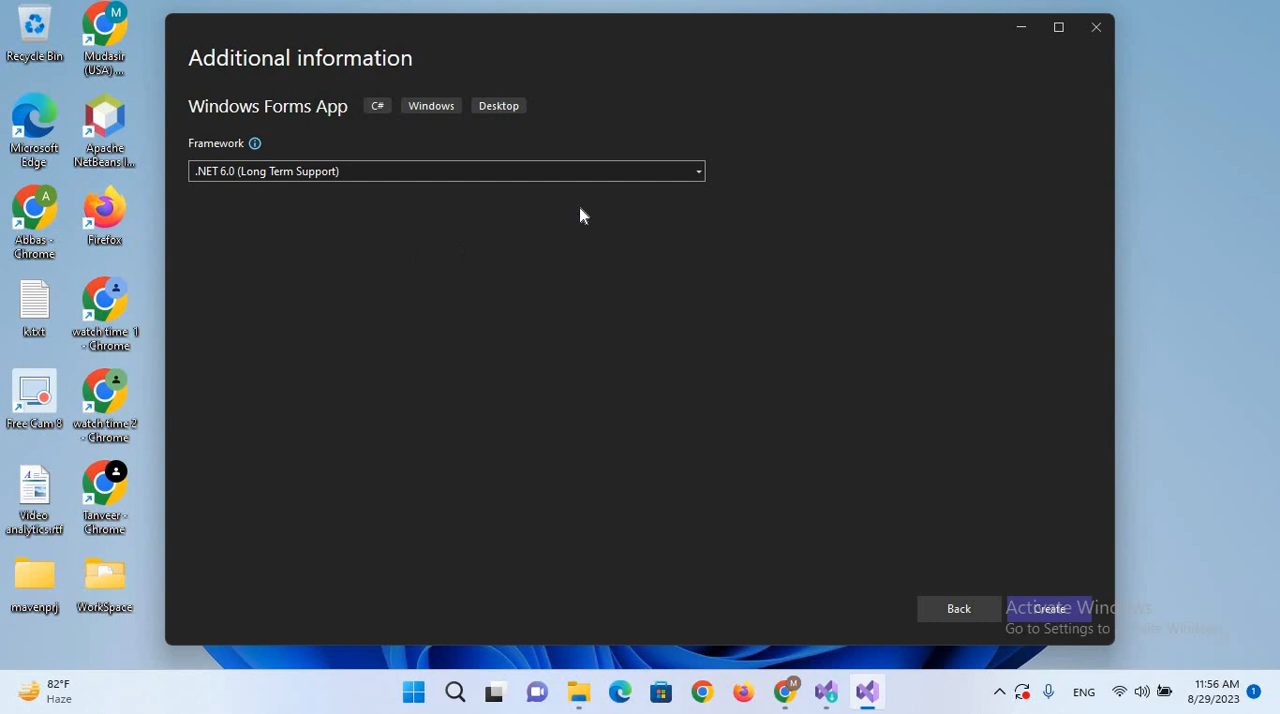 Recycle Bin
Mudasir
(USA) ...
Microsoft
Edge
Apache
NetBeans I...
Abbas -
Chrome
Firefox
k.txt
watch time 1
- Chrome
Free Cam 8
watch time 2
- Chrome
Video
analytics.rtf
Tanveer -
Chrome
mavenprj
WorkSpace
M
A
Additional information
Windows Forms App
C#
Windows
Desktop
Framework
.NET 6.0 (Long Term Support)
Back
Create
Activate Windows
Go to Settings to activate Windows.
82°F
Haze
M
ENG
11:56 AM
8/29/2023
1